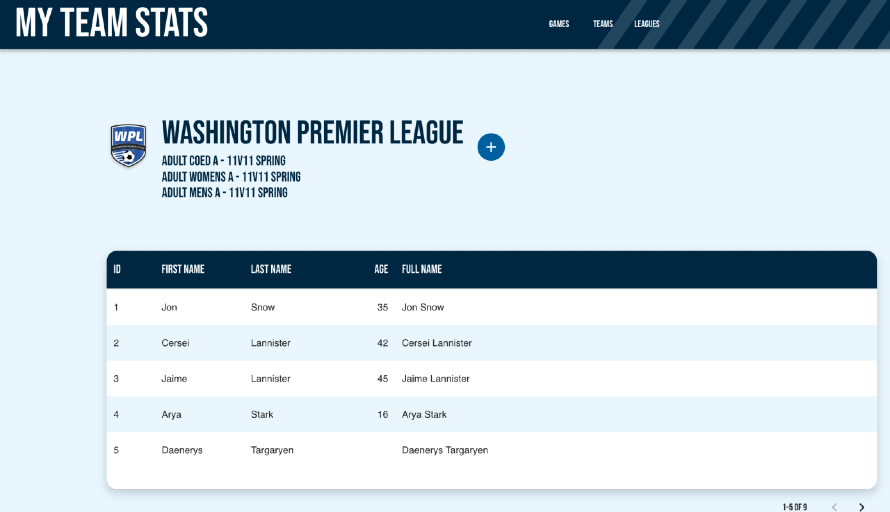 MY TEAM STATS
GAMES TEAMS LEAGUES
WPL
WASHINGTON PREMIER LEAGUE
+
ADULT COED A - 11V11 SPRING
ADULT WOMENS A - 11V11 SPRING
ADULT MENS A - 11V11 SPRING
ID FIRST NAME LAST NAME AGE FULL NAME
1 Jon Snow 35 Jon Snow
2 Cersei Lannister 42 Cersei Lannister
3 Jaime Lannister 45 Jaime Lannister
4 Arya Stark 16 Arya Stark
5 Daenerys Targaryen Daenerys Targaryen
1-5 OF 9